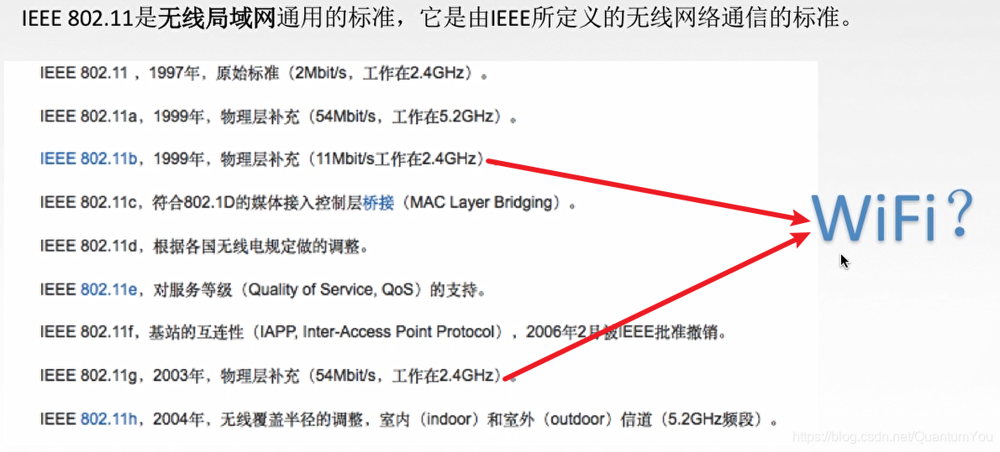 IEEE 802.11是无线局域网通用的标准，它是由IEEE所定义的无线网络通信的标准。
IEEE 802.11，1997年，原始标准（2Mbit/s，工作在2.4GHz）。
IEEE 802.11a，1999年，物理层补充（54Mbit/s，工作在5.2GHz）。
IEEE 802.11b，1999年，物理层补充（11Mbit/s工作在2.4GHz）
IEEE 802.11c，符合802.1D的媒体接入控制层桥接（MAC Layer Bridging）。
WiFi？
IEEE 802.11d，根据各国无线电规定做的调整。
IEEE 802.11e，对服务等级（Quality of Service, QoS）的支持。
IEEE 802.11f，基站的互连性（IAPP, Inter-Access Point Protocol），2006年2月被IEEE批准撤销。
IEEE 802.11g，2003年，物理层补充（54Mbit/s，工作在2.4GHz）。
IEEE 802.11h，2004年，无线覆盖半径的调整，室内（indoor）和室外（outdoor）信道（5.2GHz频段）。
https://blog.csdn.net/QuantumYou